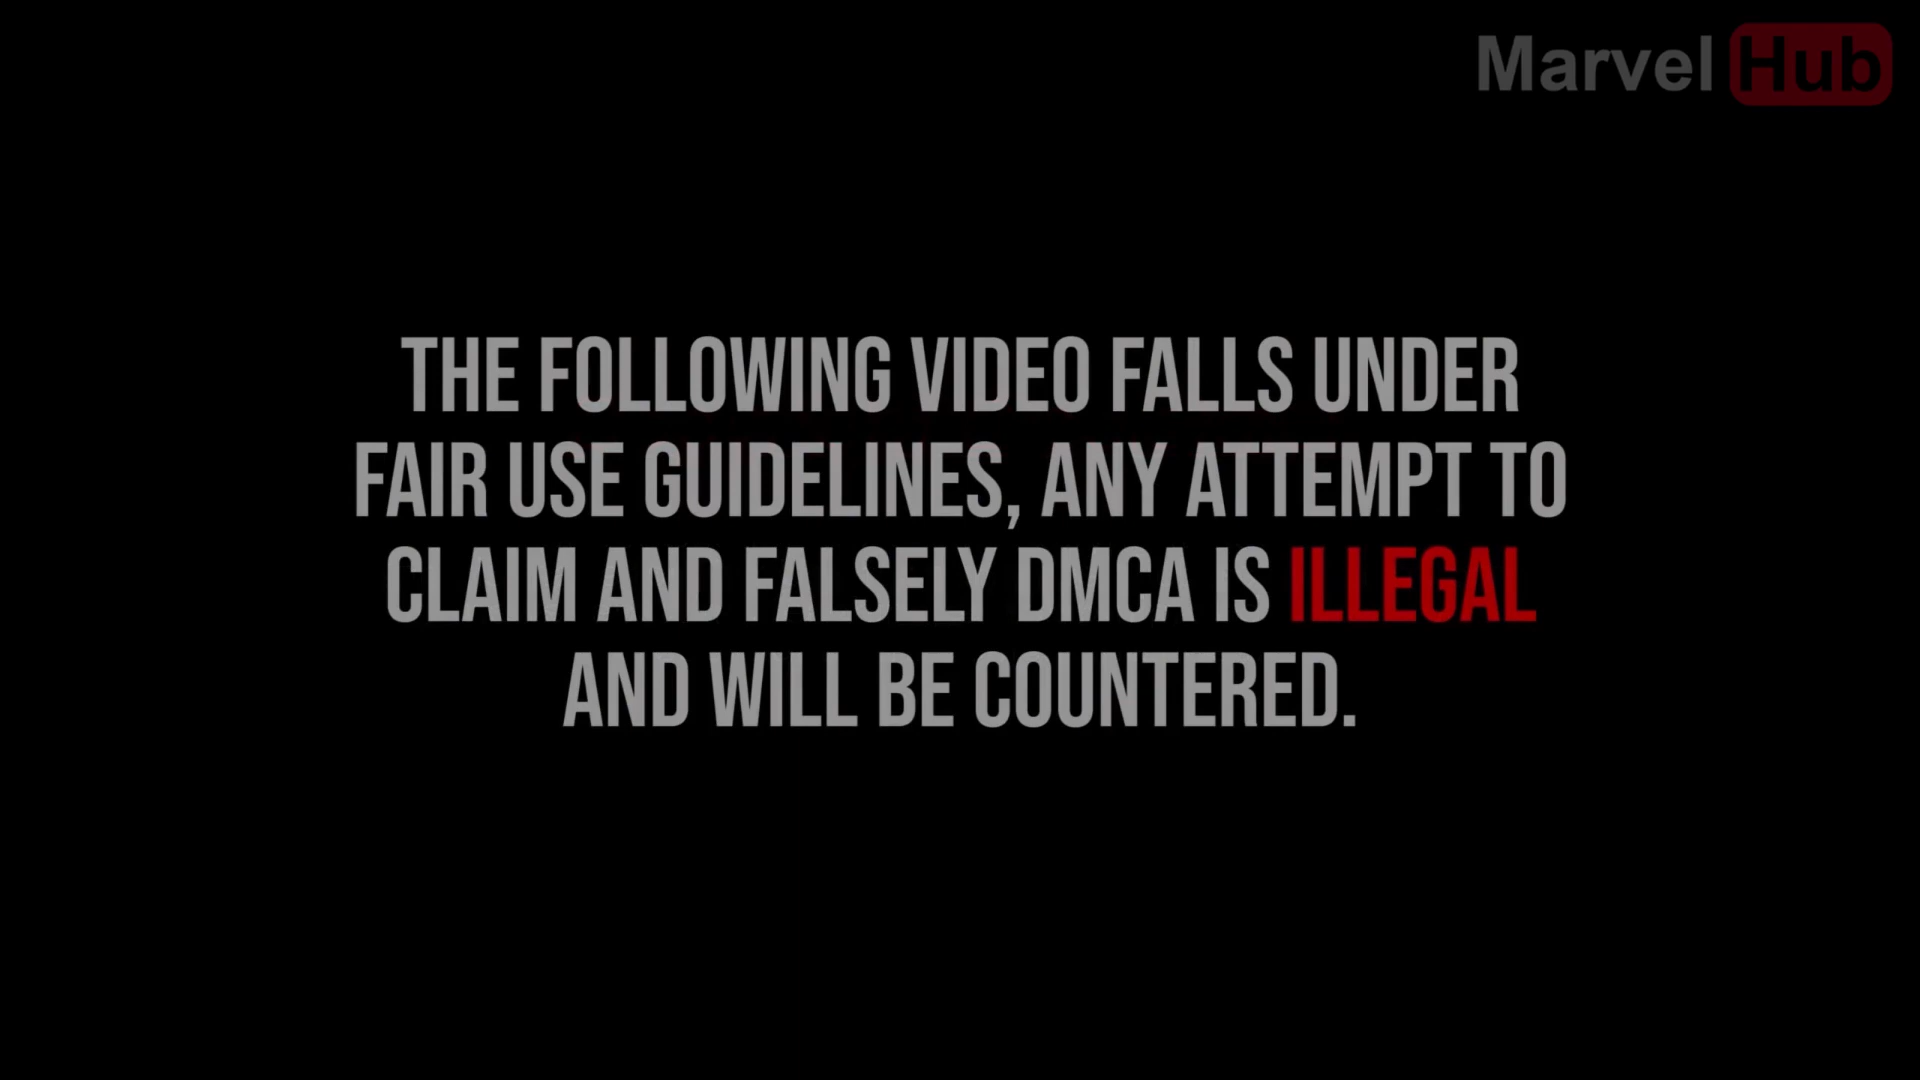 Marvel Hub
THE FOLLOWING VIDEO FALLS UNDER
FAIR USE GUIDELINES, ANY ATTEMPT TO
CLAIM AND FALSELY DMCA IS ILLEGAL
AND WILL BE COUNTERED.